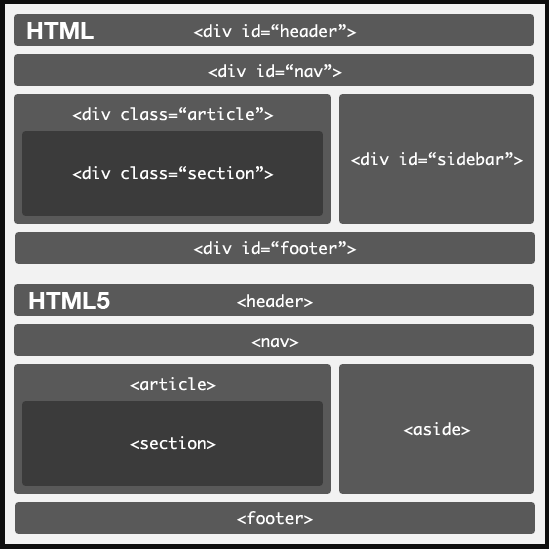 HTML <div id=“header”>
<div id=“nav”>
<div class=“article”>
<div class=“section”>
<div id=“sidebar”>
<div id=“footer”>
HTML5 <header>
<nav>
<article>
<section>
<aside>
<footer>